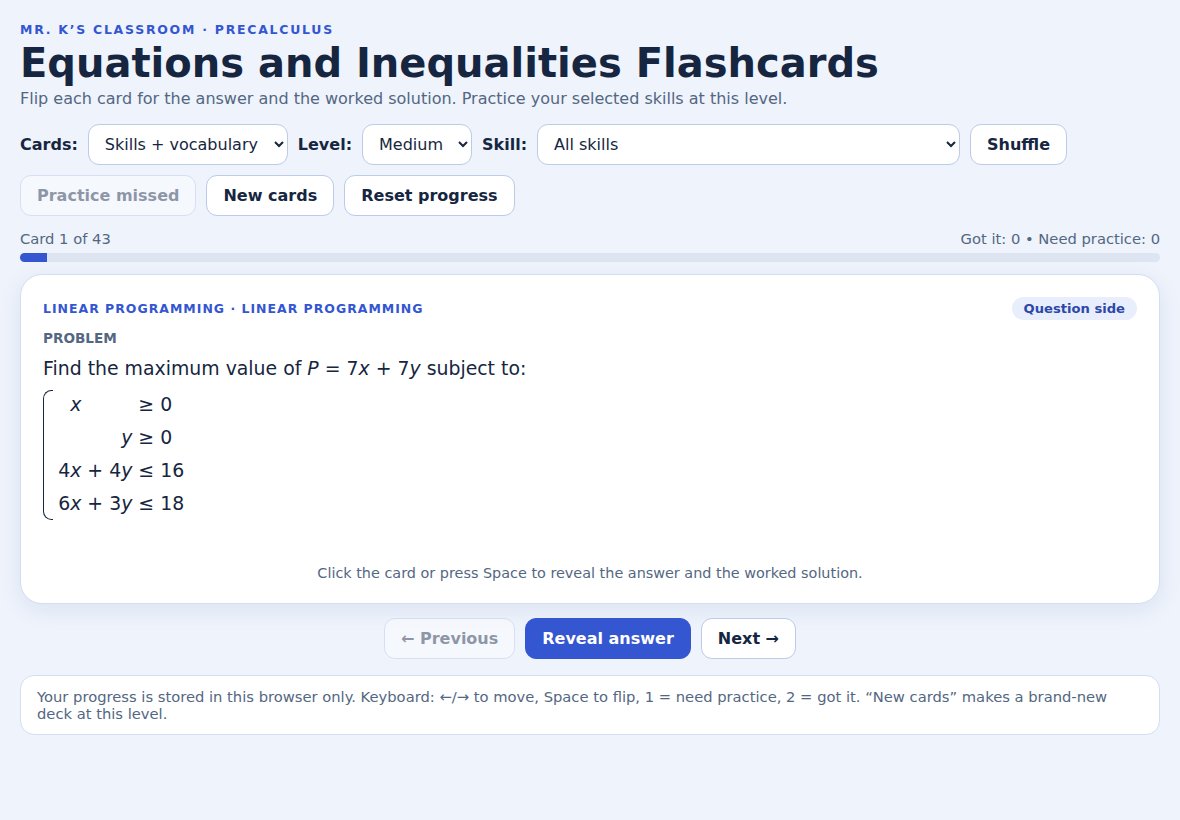 MR. K’S CLASSROOM · PRECALCULUS
Equations and Inequalities Flashcards
Flip each card for the answer and the worked solution. Practice your selected skills at this level.
Cards: Skills + vocabulary Level: Medium Skill: All skills Shuffle
Practice missed New cards Reset progress
Card 1 of 43 Got it: 0 • Need practice: 0
LINEAR PROGRAMMING · LINEAR PROGRAMMING Question side
PROBLEM
Find the maximum value of P = 7x + 7y subject to:
x ≥ 0
y ≥ 0
4x + 4y ≤ 16
6x + 3y ≤ 18
Click the card or press Space to reveal the answer and the worked solution.
← Previous Reveal answer Next →
Your progress is stored in this browser only. Keyboard: ←/→ to move, Space to flip, 1 = need practice, 2 = got it. “New cards” makes a brand-new
deck at this level.